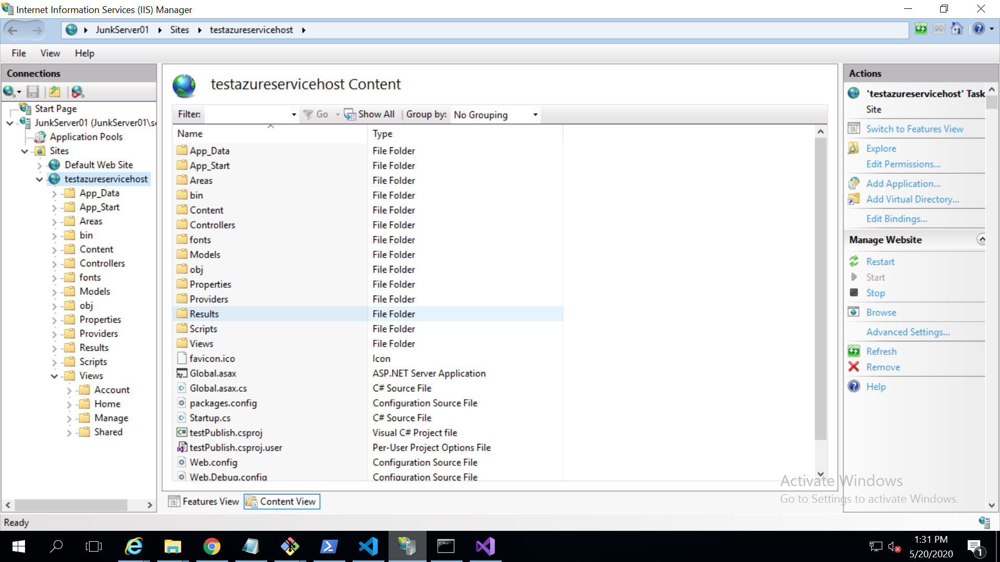 Internet Information Services (IIS) Manager
JunkServer01 Sites testazureservicehost
File View Help
Connections
Start Page
JunkServer01 (JunkServer01\s
Application Pools
Sites
Default Web Site
testazureservicehost
App_Data
App_Start
Areas
bin
Content
Controllers
fonts
Models
obj
Properties
Providers
Results
Scripts
Views
Account
Home
Manage
Shared
testazureservicehost Content
Filter: Go Show All Group by: No Grouping
Name Type
App_Data File Folder
App_Start File Folder
Areas File Folder
bin File Folder
Content File Folder
Controllers File Folder
fonts File Folder
Models File Folder
obj File Folder
Properties File Folder
Providers File Folder
Results File Folder
Scripts File Folder
Views File Folder
favicon.ico Icon
Global.asax ASP.NET Server Application
Global.asax.cs C# Source File
packages.config Configuration Source File
Startup.cs C# Source File
testPublish.csproj Visual C# Project file
testPublish.csproj.user Per-User Project Options File
Web.config Configuration Source File
Web.Debug.config Configuration Source File
Features View Content View
Actions
'testazureservicehost' Task
Site
Switch to Features View
Explore
Edit Permissions...
Add Application...
Add Virtual Directory...
Edit Bindings...
Manage Website
Restart
Start
Stop
Browse
Advanced Settings...
Refresh
Remove
Help
Activate Windows
Go to Settings to activate Windows.
Ready
1:31 PM
5/20/2020
1